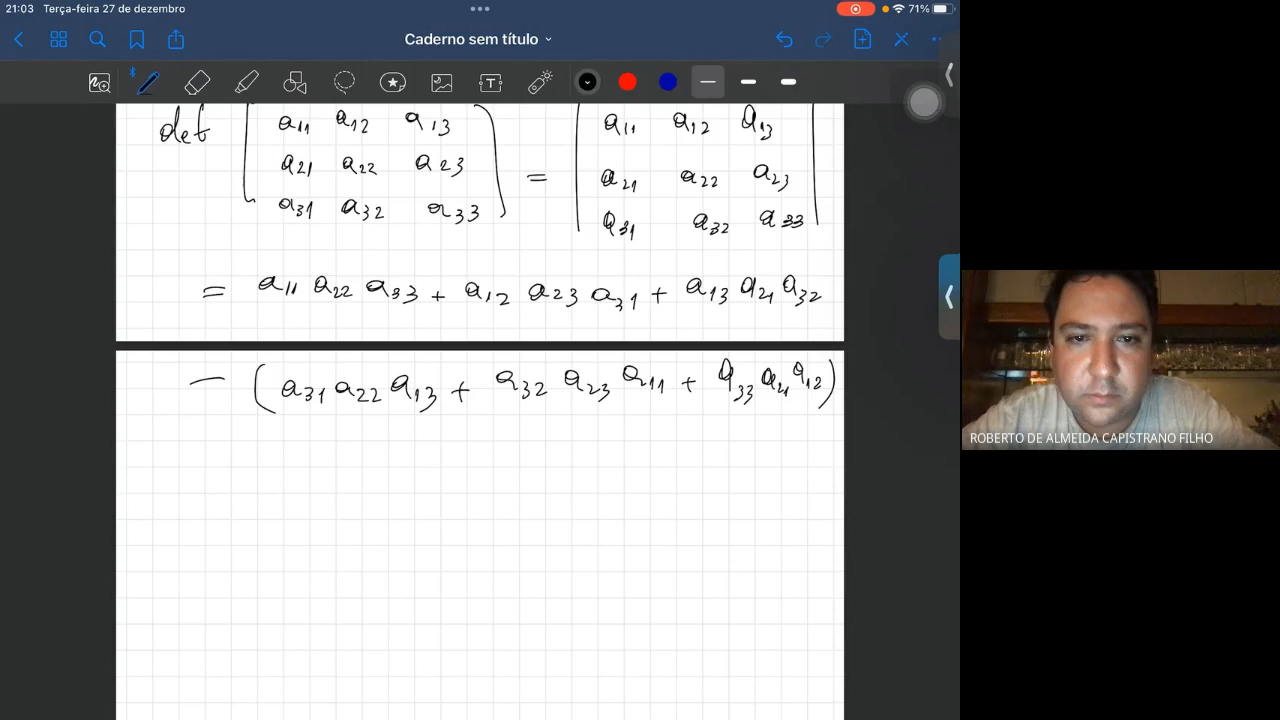 21:03 Terça-feira 27 de dezembro
71%
Caderno sem título
det [ a11 a12 a13 ] = | a11 a12 a13 |
a21 a22 a23 a21 a22 a23
a31 a32 a33 a31 a32 a33
= a11 a22 a33 + a12 a23 a31 + a13 a21 a32
— (a31 a22 a13 + a32 a23 a11 + a33 a21 a12)
ROBERTO DE ALMEIDA CAPISTRANO FILHO